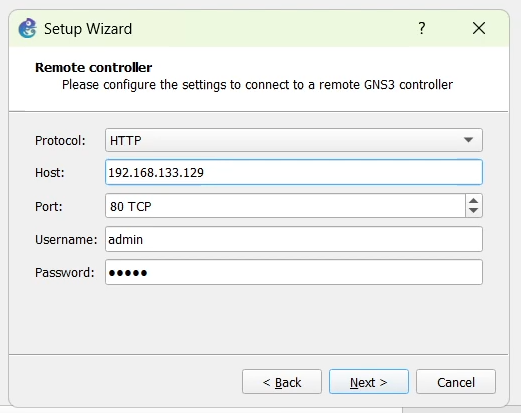 Setup Wizard ?
Remote controller
Please configure the settings to connect to a remote GNS3 controller
Protocol: HTTP
Host: 192.168.133.129
Port: 80 TCP
Username: admin
Password: ●●●●●
< Back Next > Cancel